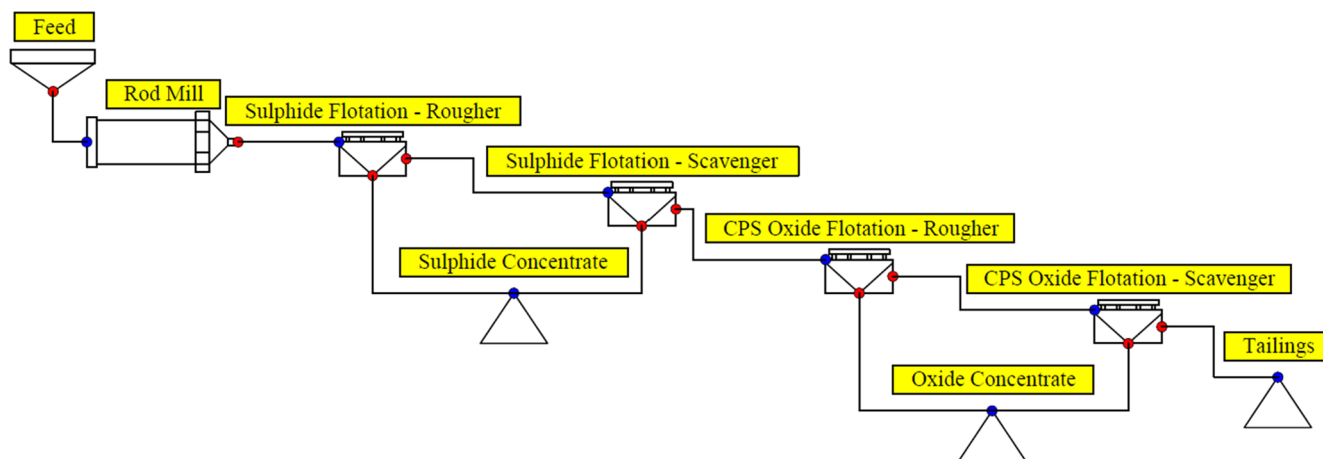 Feed
Rod Mill
Sulphide Flotation - Rougher
Sulphide Flotation - Scavenger
CPS Oxide Flotation - Rougher
Sulphide Concentrate
CPS Oxide Flotation - Scavenger
Tailings
Oxide Concentrate